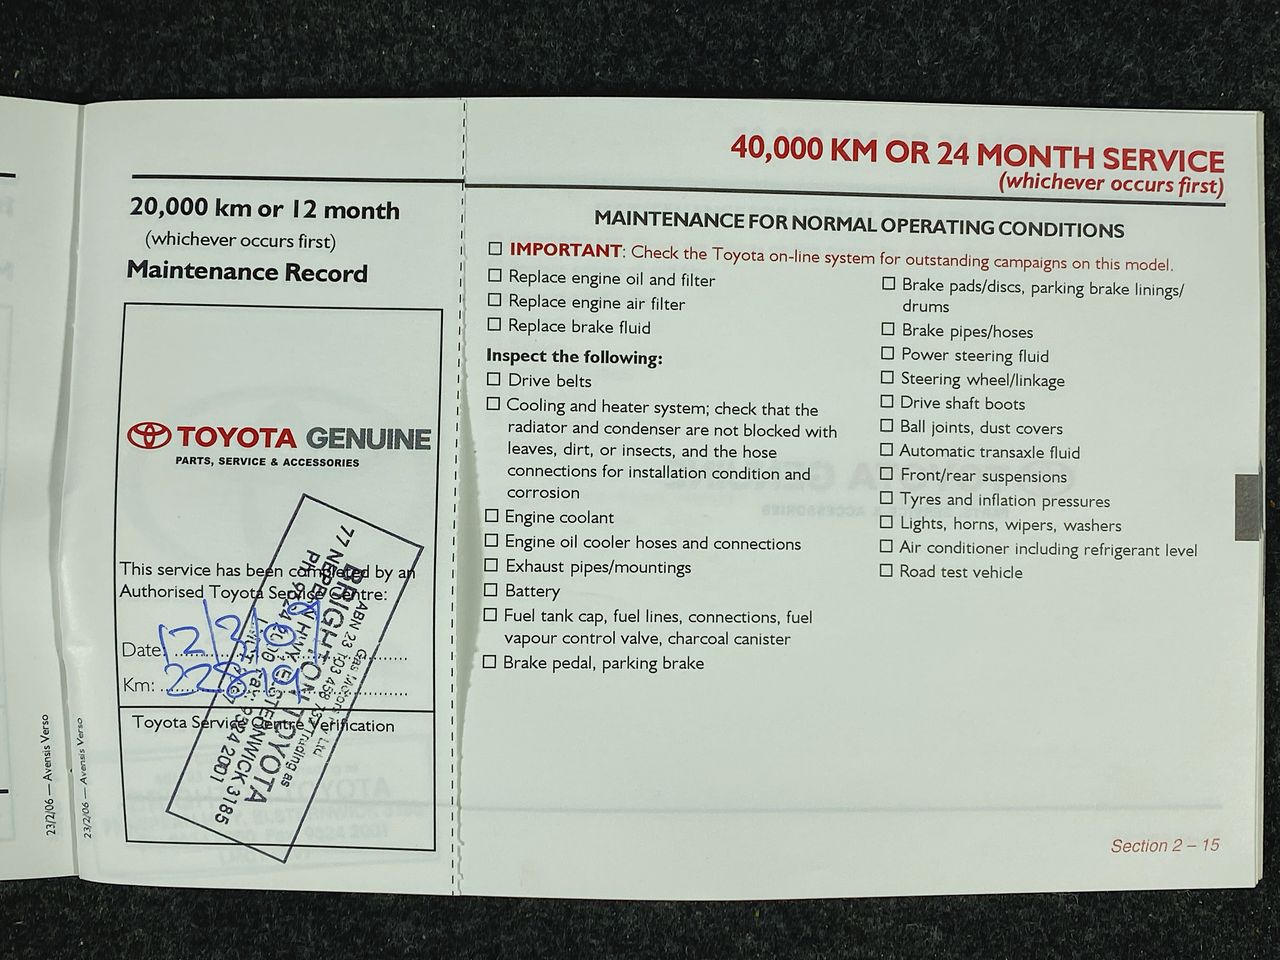 20,000 km or 12 month
(whichever occurs first)
Maintenance Record
TOYOTA GENUINE
PARTS, SERVICE & ACCESSORIES
This service has been completed by an
Authorised Toyota Service Centre:
Date:
Km:
Toyota Service Centre Verification
Trading as
BRIGHTON TOYOTA
77 NEPEAN HWY ELSTERNWICK 3185
23/2/06 — Avensis Verso
23/2/06 — Avensis Verso
40,000 KM OR 24 MONTH SERVICE
(whichever occurs first)
MAINTENANCE FOR NORMAL OPERATING CONDITIONS
IMPORTANT: Check the Toyota on-line system for outstanding campaigns on this model.
Replace engine oil and filter
Replace engine air filter
Replace brake fluid
Inspect the following:
Drive belts
Cooling and heater system; check that the
radiator and condenser are not blocked with
leaves, dirt, or insects, and the hose
connections for installation condition and
corrosion
Engine coolant
Engine oil cooler hoses and connections
Exhaust pipes/mountings
Battery
Fuel tank cap, fuel lines, connections, fuel
vapour control valve, charcoal canister
Brake pedal, parking brake
Brake pads/discs, parking brake linings/
drums
Brake pipes/hoses
Power steering fluid
Steering wheel/linkage
Drive shaft boots
Ball joints, dust covers
Automatic transaxle fluid
Front/rear suspensions
Tyres and inflation pressures
Lights, horns, wipers, washers
Air conditioner including refrigerant level
Road test vehicle
Section 2 – 15